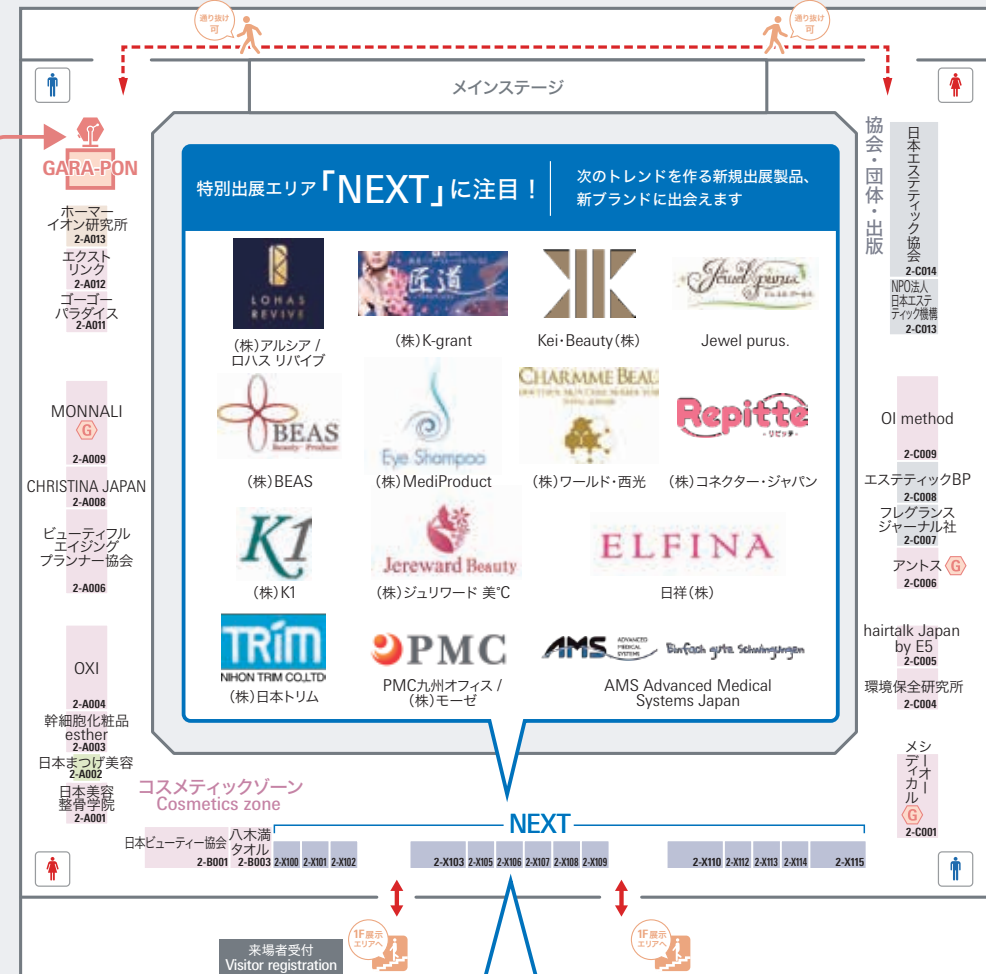 通り抜け
可
通り抜け
可
メインステージ
GARA-PON
ホーマー
イオン研究所
2-A013
エクスト
リンク
2-A012
ゴーゴー
パラダイス
2-A011
MONNALI
G
2-A009
CHRISTINA JAPAN
2-A008
ビューティフル
エイジング
プランナー協会
2-A006
OXI
2-A004
幹細胞化粧品
esther
2-A003
日本まつげ美容
2-A002
日本美容
整骨学院
2-A001
特別出展エリア「NEXT」に注目!
次のトレンドを作る新規出展製品、
新ブランドに出会えます
LOHAS
REVIVE
(株)アルシア /
ロハス リバイブ
匠道
(株)K-grant
Kei・Beauty(株)
Jewel purus
Jewel purus.
BEAS
Beauty Produce
(株)BEAS
Eye Shampoo
(株)MediProduct
CHARMME BEAU
(株)ワールド・西光
Repitte
- リピッテ -
(株)コネクター・ジャパン
K1
(株)K1
Jereward Beauty
(株)ジュリワード 美℃
ELFINA
日祥(株)
TRIM
NIHON TRIM CO.,LTD
(株)日本トリム
PMC
PMC九州オフィス /
(株)モーゼ
AMS ADVANCED
MEDICAL
SYSTEMS
Einfach gute Schwingungen
AMS Advanced Medical
Systems Japan
協会・団体・出版
日本エステティック協会
2-C014
NPO法人
日本エステ
ティック機構
2-C013
OI method
2-C009
エステティックBP
2-C008
フレグランス
ジャーナル社
2-C007
アントス G
2-C006
hairtalk Japan
by E5
2-C005
環境保全研究所
2-C004
シーオー
メディカル
G
2-C001
コスメティックゾーン
Cosmetics zone
日本ビューティー協会
2-B001
八木満
タオル
2-B003
NEXT
2-X100 2-X101 2-X102
2-X103 2-X105 2-X106 2-X107 2-X108 2-X109
2-X110 2-X112 2-X113 2-X114 2-X115
来場者受付
Visitor registration
1F展示
エリアへ
1F展示
エリアへ